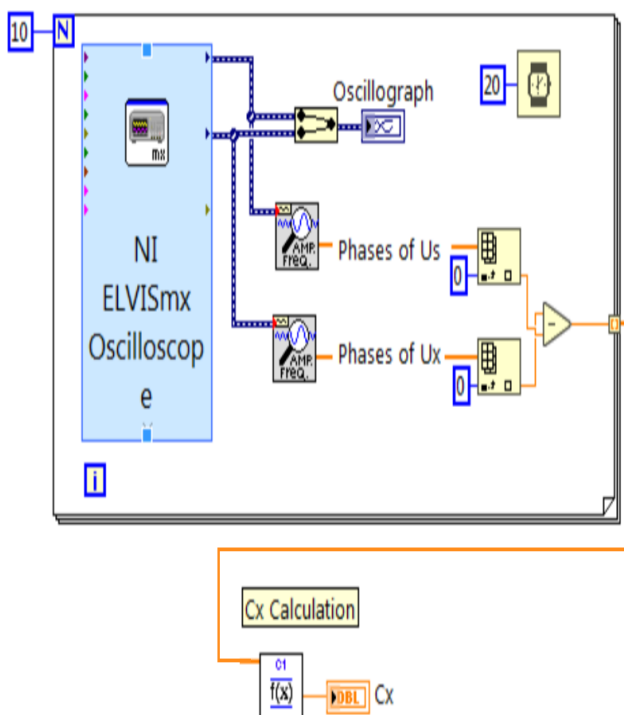 10
N
Oscillograph
20
mx
NI
ELVISmx
Oscilloscop
e
AMP.
Freq.
Phases of Us
0
AMP.
Freq.
Phases of Ux
0
-
i
Cx Calculation
C1
f(x)
DBL
Cx